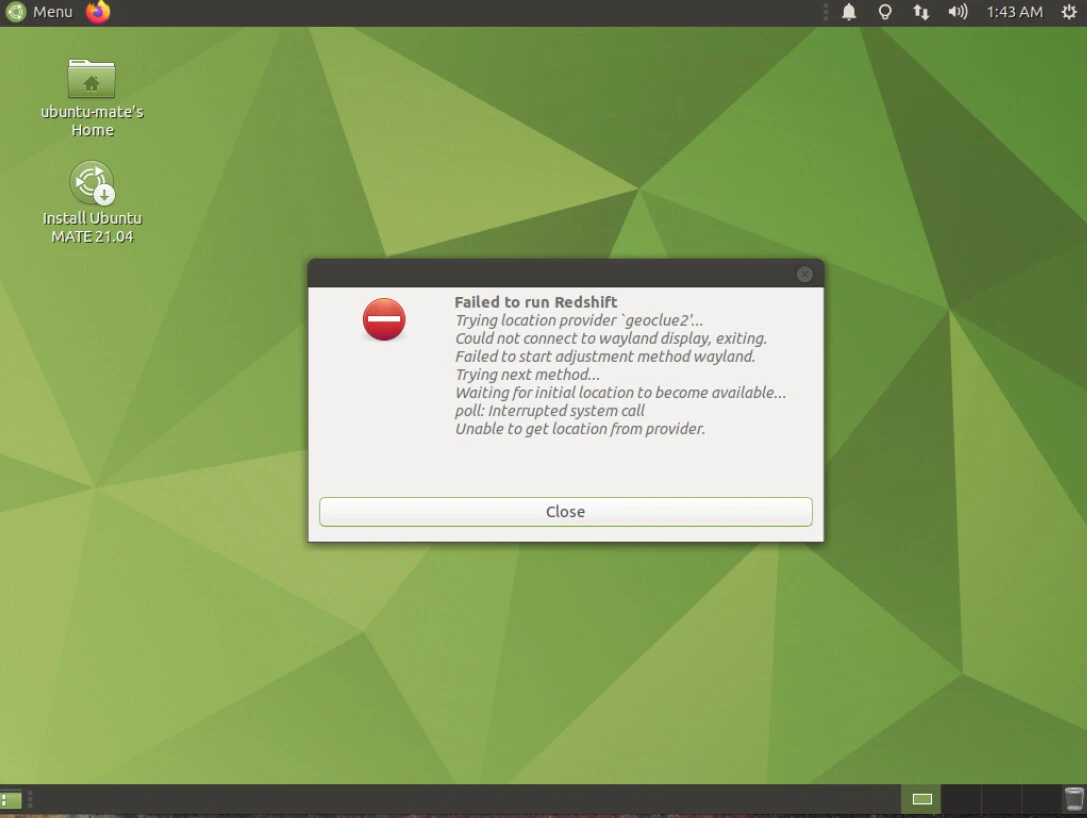 Menu
1:43 AM
ubuntu-mate's
Home
Install Ubuntu
MATE 21.04
Failed to run Redshift
Trying location provider `geoclue2'...
Could not connect to wayland display, exiting.
Failed to start adjustment method wayland.
Trying next method...
Waiting for initial location to become available...
poll: Interrupted system call
Unable to get location from provider.
Close